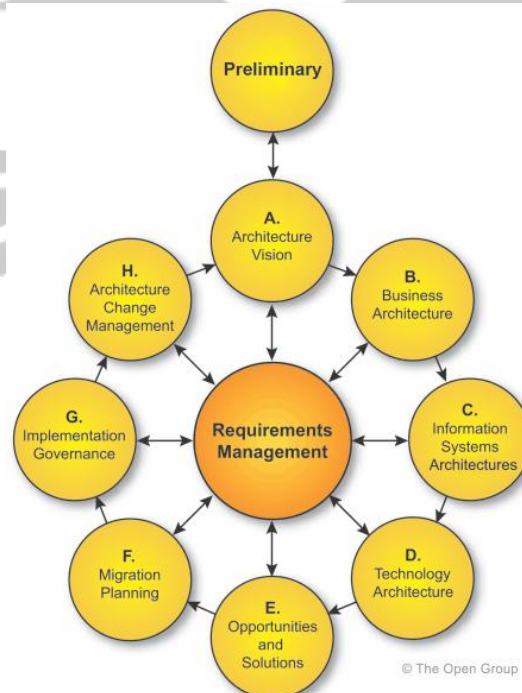 Preliminary
A.
Architecture
Vision
H.
Architecture
Change
Management
B.
Business
Architecture
G.
Implementation
Governance
Requirements
Management
C.
Information
Systems
Architectures
F.
Migration
Planning
D.
Technology
Architecture
E.
Opportunities
and
Solutions
© The Open Group